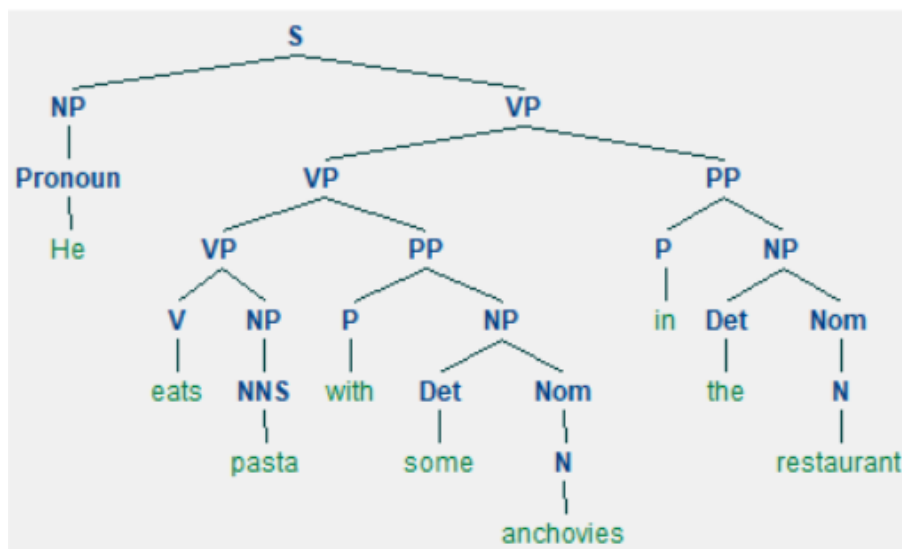 S
NP VP
Pronoun VP PP
He VP PP P NP
V NP P NP in Det Nom
eats NNS with Det Nom the N
pasta some N restaurant
anchovies